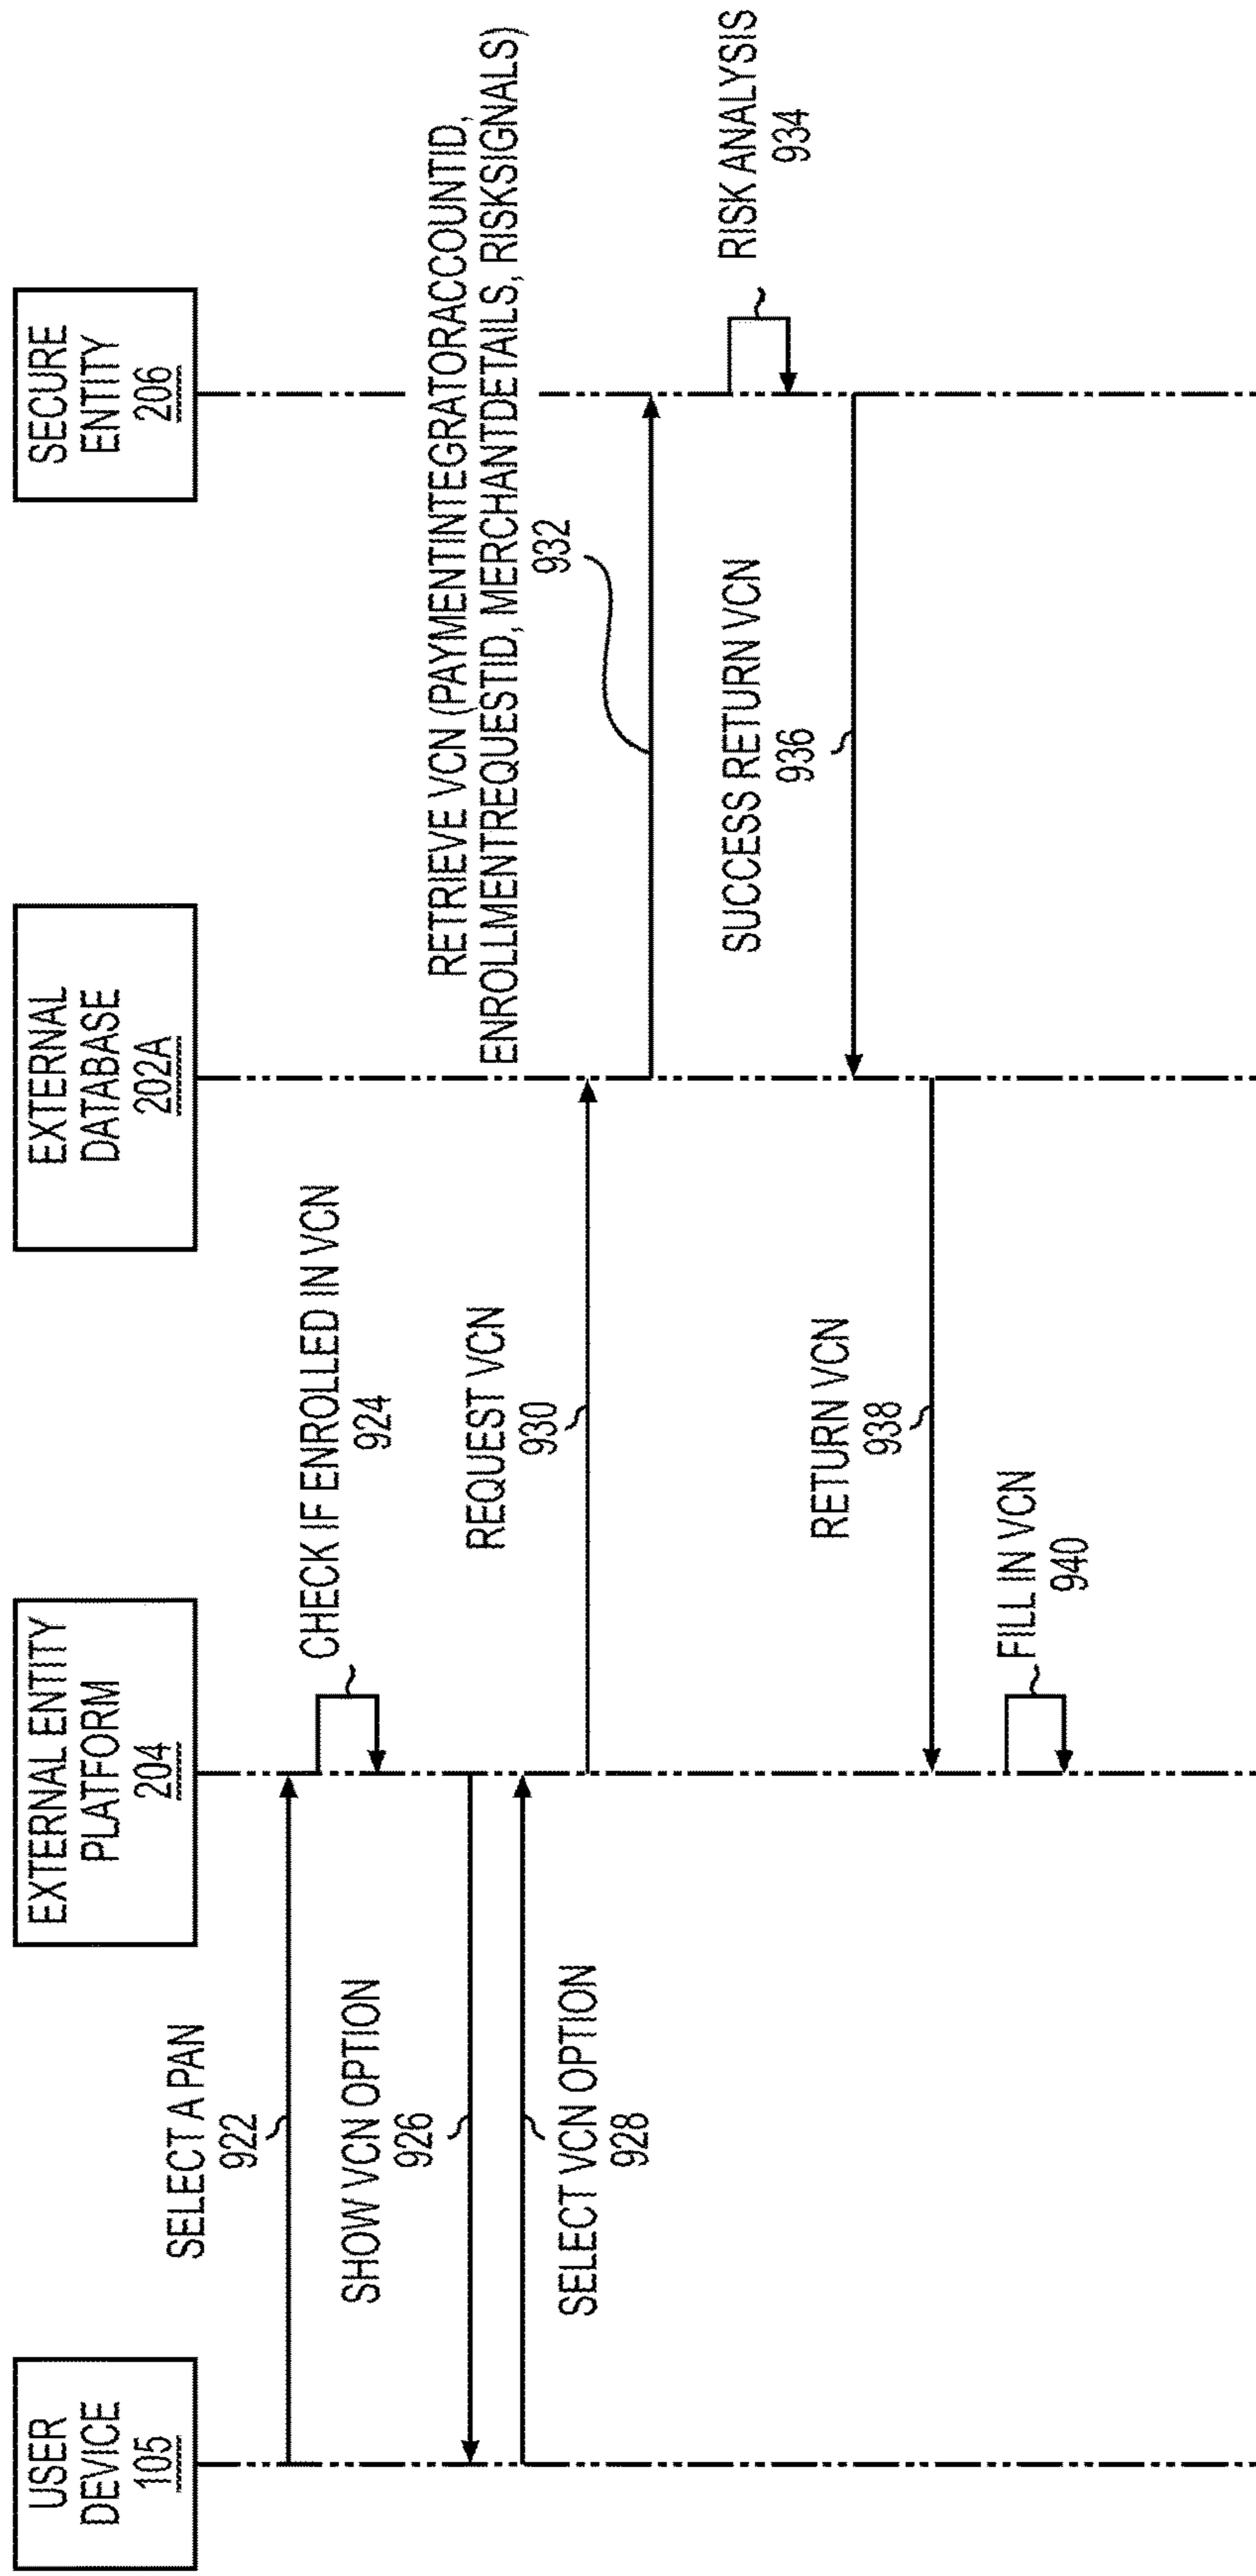 USER
DEVICE
105
EXTERNAL ENTITY
PLATFORM
204
EXTERNAL
DATABASE
202A
SECURE
ENTITY
206
SELECT A PAN
922
CHECK IF ENROLLED IN VCN
924
SHOW VCN OPTION
926
SELECT VCN OPTION
928
REQUEST VCN
930
RETRIEVE VCN (PAYMENTINTEGRATORACCOUNTID,
ENROLLMENTREQUESTID, MERCHANTDETAILS, RISKSIGNALS)
932
RISK ANALYSIS
934
SUCCESS RETURN VCN
936
RETURN VCN
938
FILL IN VCN
940